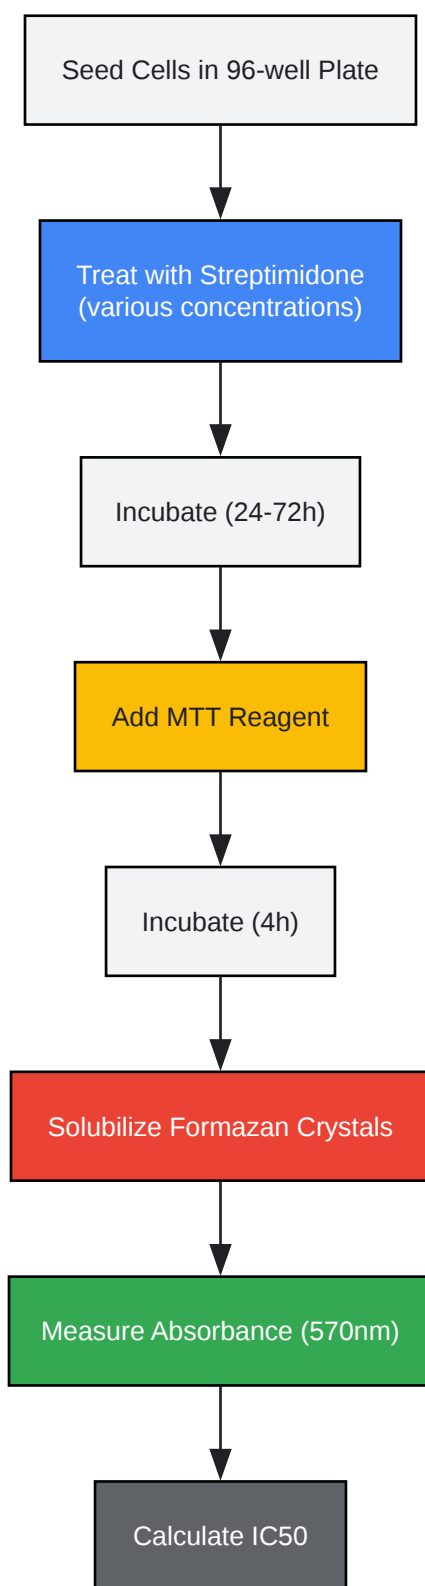 Seed Cells in 96-well Plate
Treat with Streptimidone
(various concentrations)
Incubate (24-72h)
Add MTT Reagent
Incubate (4h)
Solubilize Formazan Crystals
Measure Absorbance (570nm)
Calculate IC50